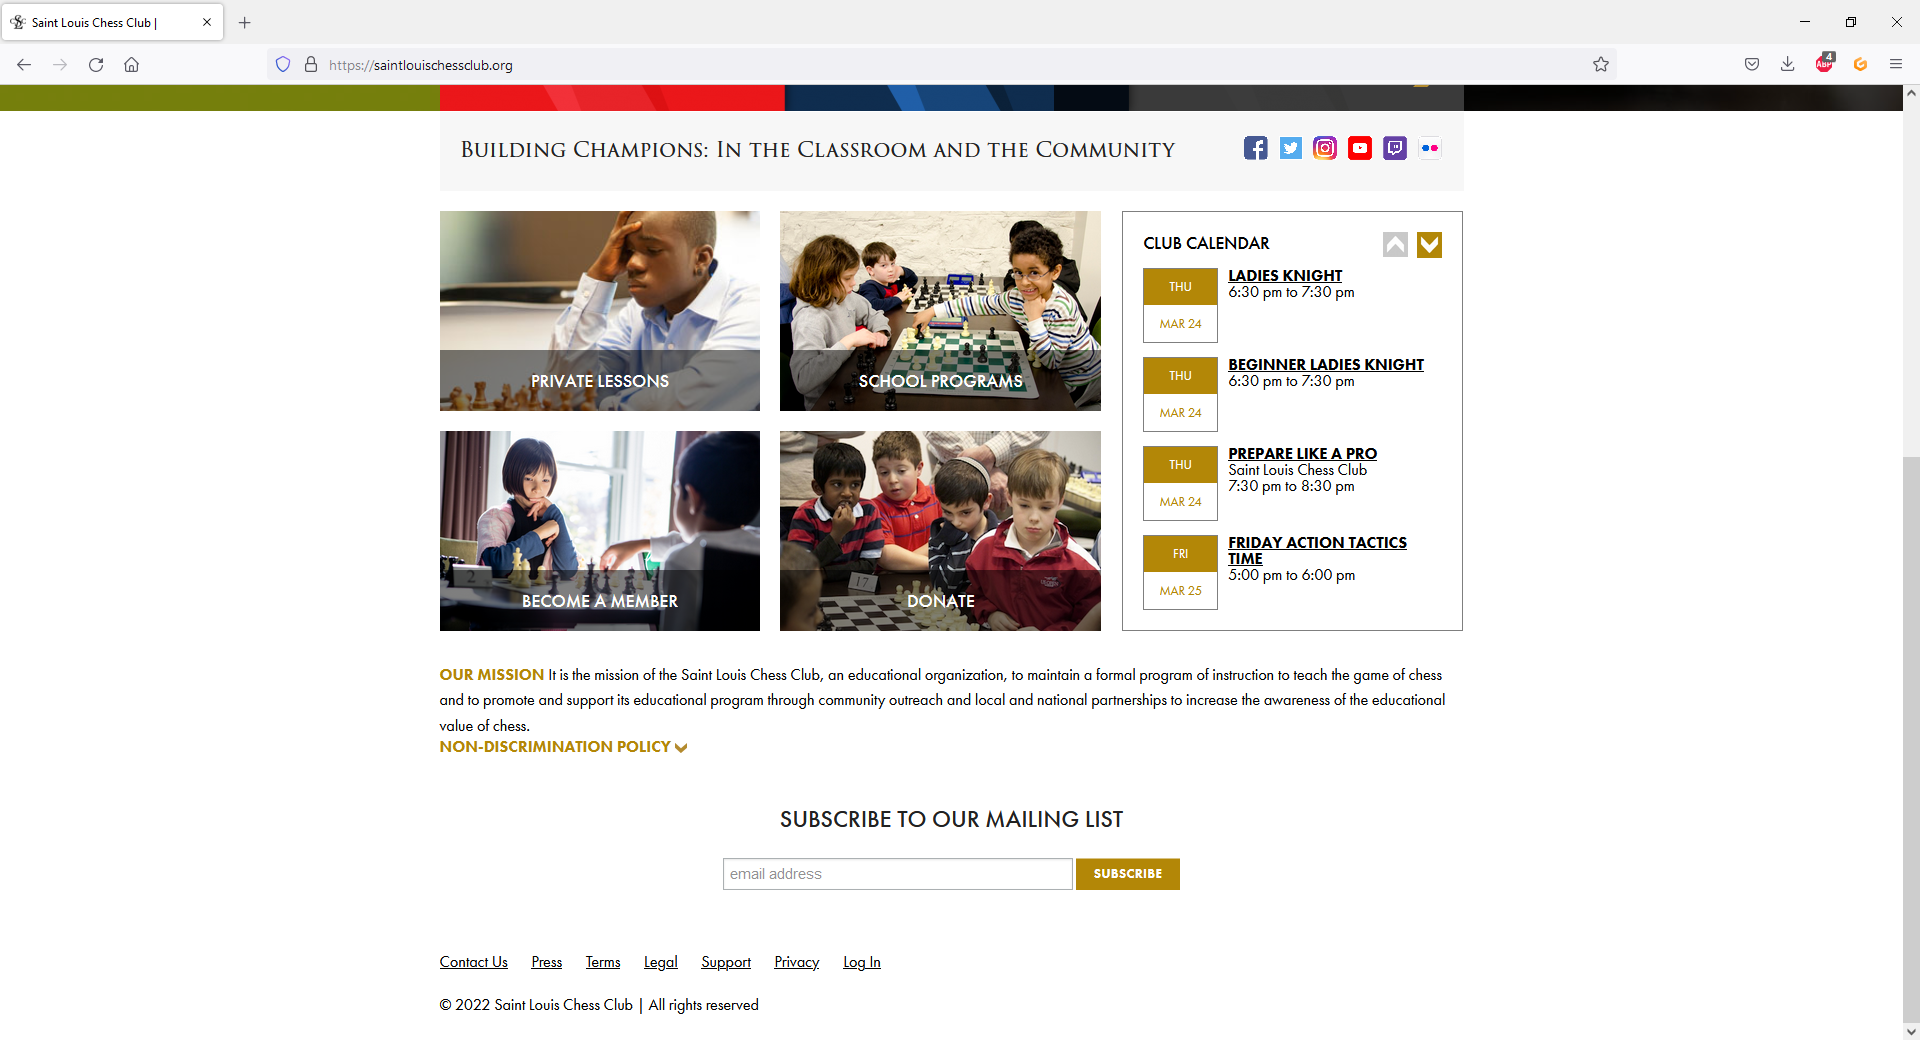 Saint Louis Chess Club |
https://saintlouischessclub.org
4
ABP
Building Champions: In the Classroom and the Community
PRIVATE LESSONS
SCHOOL PROGRAMS
2
BECOME A MEMBER
17
DONATE
CLUB CALENDAR
THU
MAR 24
LADIES KNIGHT
6:30 pm to 7:30 pm
THU
MAR 24
BEGINNER LADIES KNIGHT
6:30 pm to 7:30 pm
THU
MAR 24
PREPARE LIKE A PRO
Saint Louis Chess Club
7:30 pm to 8:30 pm
FRI
MAR 25
FRIDAY ACTION TACTICS
TIME
5:00 pm to 6:00 pm
OUR MISSION It is the mission of the Saint Louis Chess Club, an educational organization, to maintain a formal program of instruction to teach the game of chess
and to promote and support its educational program through community outreach and local and national partnerships to increase the awareness of the educational
value of chess.
NON-DISCRIMINATION POLICY
SUBSCRIBE TO OUR MAILING LIST
email address
SUBSCRIBE
Contact Us Press Terms Legal Support Privacy Log In
© 2022 Saint Louis Chess Club | All rights reserved